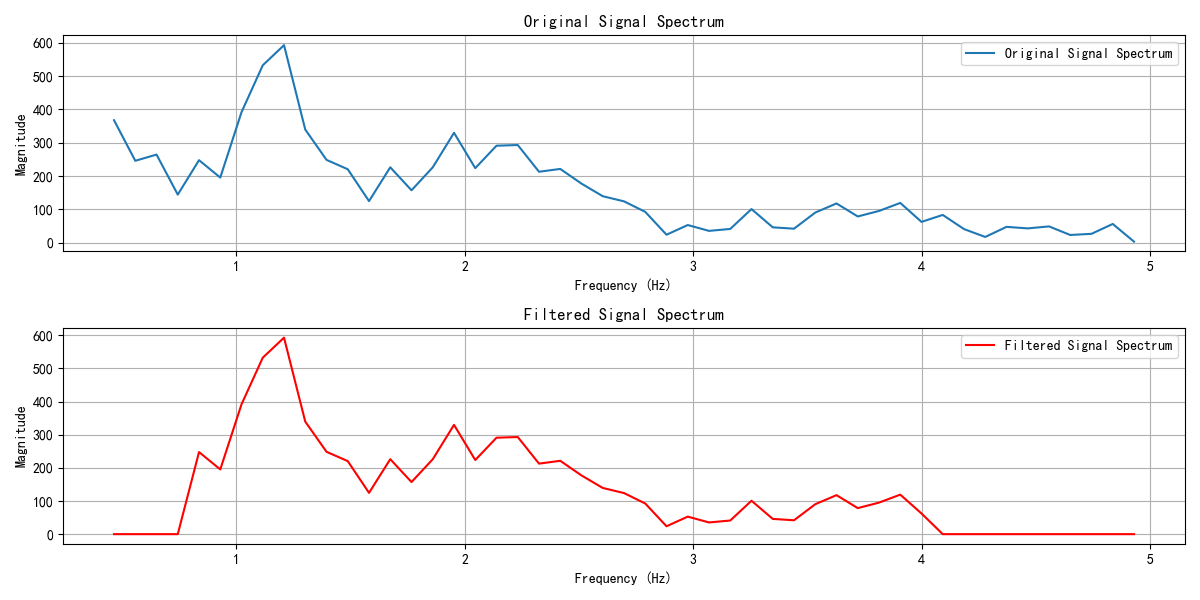 Original Signal Spectrum
600
500
400
300
200
100
0
Magnitude
Original Signal Spectrum
1 2 3 4 5
Frequency (Hz)
Filtered Signal Spectrum
600
500
400
300
200
100
0
Magnitude
Filtered Signal Spectrum
1 2 3 4 5
Frequency (Hz)